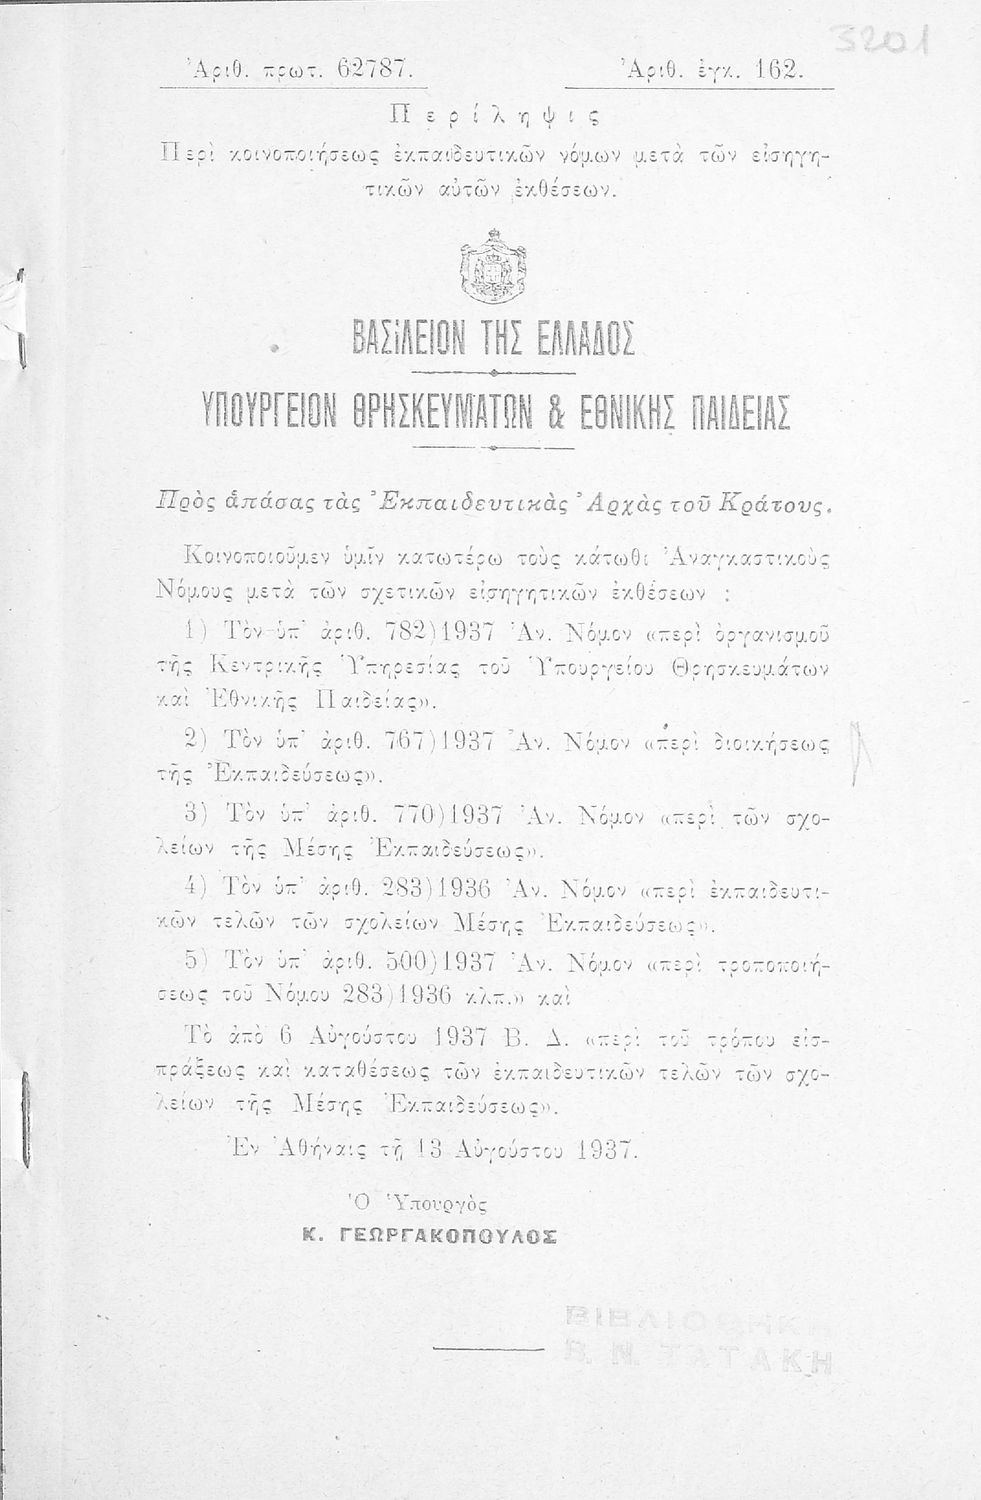 3201
Ἀριθ. πρωτ. 62787. Ἀριθ. ἐγκ. 162.
Περίληψις
Περὶ κοινοποιήσεως ἐκπαιδευτικῶν νόμων μετὰ τῶν εἰσηγη-
τικῶν αὐτῶν ἐκθέσεων.
ΒΑΣΙΛΕΙΟΝ ΤΗΣ ΕΛΛΑΔΟΣ
ΥΠΟΥΡΓΕΙΟΝ ΘΡΗΣΚΕΥΜΑΤΩΝ & ΕΘΝΙΚΗΣ ΠΑΙΔΕΙΑΣ
Πρὸς ἁπάσας τὰς Ἐκπαιδευτικὰς Ἀρχὰς τοῦ Κράτους.
Κοινοποιοῦμεν ὑμῖν κατωτέρω τοὺς κάτωθι Ἀναγκαστικοὺς
Νόμους μετὰ τῶν σχετικῶν εἰσηγητικῶν ἐκθέσεων :
1) Τὸν ὑπ' ἀριθ. 782)1937 Ἀν. Νόμον «περὶ ὀργανισμοῦ
τῆς Κεντρικῆς Ὑπηρεσίας τοῦ Ὑπουργείου Θρησκευμάτων
καὶ Ἐθνικῆς Παιδείας».
2) Τὸν ὑπ' ἀριθ. 767)1937 Ἀν. Νόμον «περὶ διοικήσεως
τῆς Ἐκπαιδεύσεως».
3) Τὸν ὑπ' ἀριθ. 770)1937 Ἀν. Νόμον «περὶ τῶν σχο-
λείων τῆς Μέσης Ἐκπαιδεύσεως».
4) Τὸν ὑπ' ἀριθ. 283)1936 Ἀν. Νόμον «περὶ ἐκπαιδευτι-
κῶν τελῶν τῶν σχολείων Μέσης Ἐκπαιδεύσεως».
5) Τὸν ὑπ' ἀριθ. 500)1937 Ἀν. Νόμον «περὶ τροποποιή-
σεως τοῦ Νόμου 283)1936 κλπ.» καὶ
Τὸ ἀπὸ 6 Αὐγούστου 1937 Β. Δ. «περὶ τοῦ τρόπου εἰσ-
πράξεως καὶ καταθέσεως τῶν ἐκπαιδευτικῶν τελῶν τῶν σχο-
λείων τῆς Μέσης Ἐκπαιδεύσεως».
Ἐν Ἀθήναις τῇ 13 Αὐγούστου 1937.
Ὁ Ὑπουργὸς
Κ. ΓΕΩΡΓΑΚΟΠΟΥΛΟΣ
ΒΙΒΛΙΟΘΗΚΗ
Β. Ν. ΤΑΤΑΚΗ